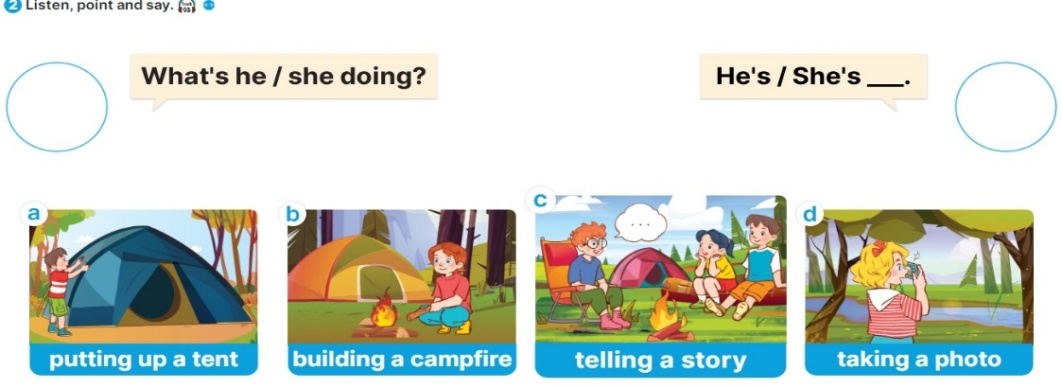 2 Listen, point and say.
What's he / she doing?
He's / She's ___.
a
b
c
d
...
putting up a tent
building a campfire
telling a story
taking a photo